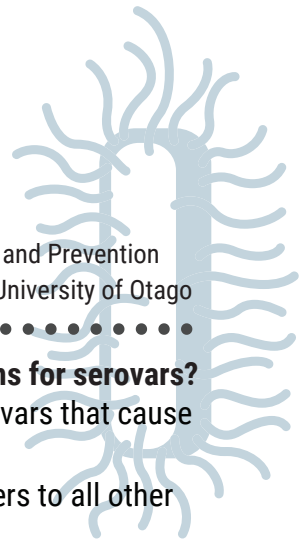 and Prevention
University of Otago
ns for serovars?
vars that cause
ers to all other